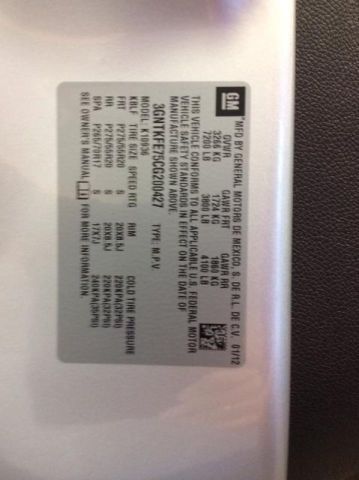 GM
MFD BY GENERAL MOTORS DE MEXICO, S. DE R.L. DE C.V. 01/12
GVWR GAWR FRT GAWR RR
3266 KG 1724 KG 1860 KG
7200 LB 3800 LB 4100 LB
THIS VEHICLE CONFORMS TO ALL APPLICABLE U.S. FEDERAL MOTOR
VEHICLE SAFETY STANDARDS IN EFFECT ON THE DATE OF
MANUFACTURE SHOWN ABOVE.
3GNTKFE75CG200427 TYPE: M.P.V.
MODEL: K10936
KBLF TIRE SIZE SPEED RTG RIM COLD TIRE PRESSURE
FRT P275/55R20 S 20X8.5J 220KPA(32PSI)
RR P275/55R20 S 20X8.5J 220KPA(32PSI)
SPA P265/70R17 S 17X7J 240KPA(35PSI)
SEE OWNER'S MANUAL FOR MORE INFORMATION.